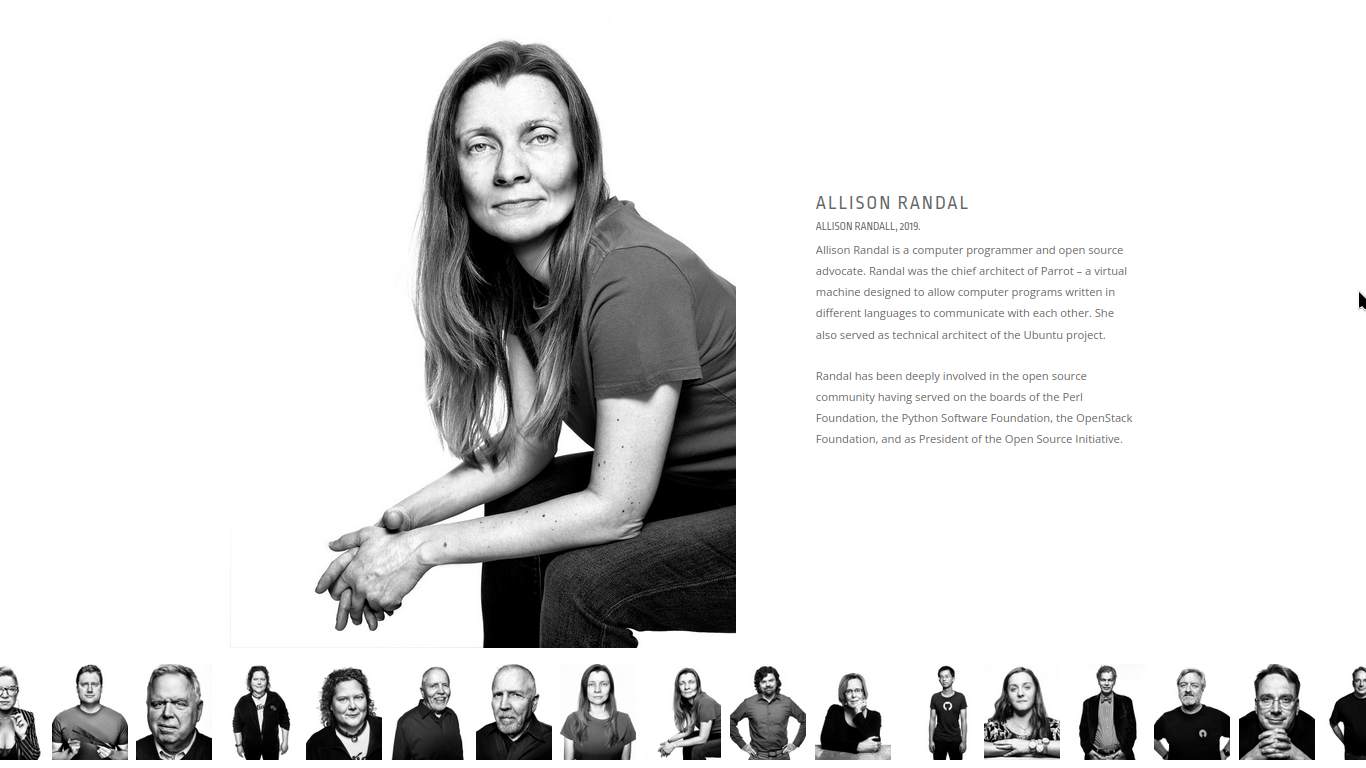 ALLISON RANDAL
ALLISON RANDALL, 2019.
Allison Randal is a computer programmer and open source
advocate. Randal was the chief architect of Parrot – a virtual
machine designed to allow computer programs written in
different languages to communicate with each other. She
also served as technical architect of the Ubuntu project.
Randal has been deeply involved in the open source
community having served on the boards of the Perl
Foundation, the Python Software Foundation, the OpenStack
Foundation, and as President of the Open Source Initiative.